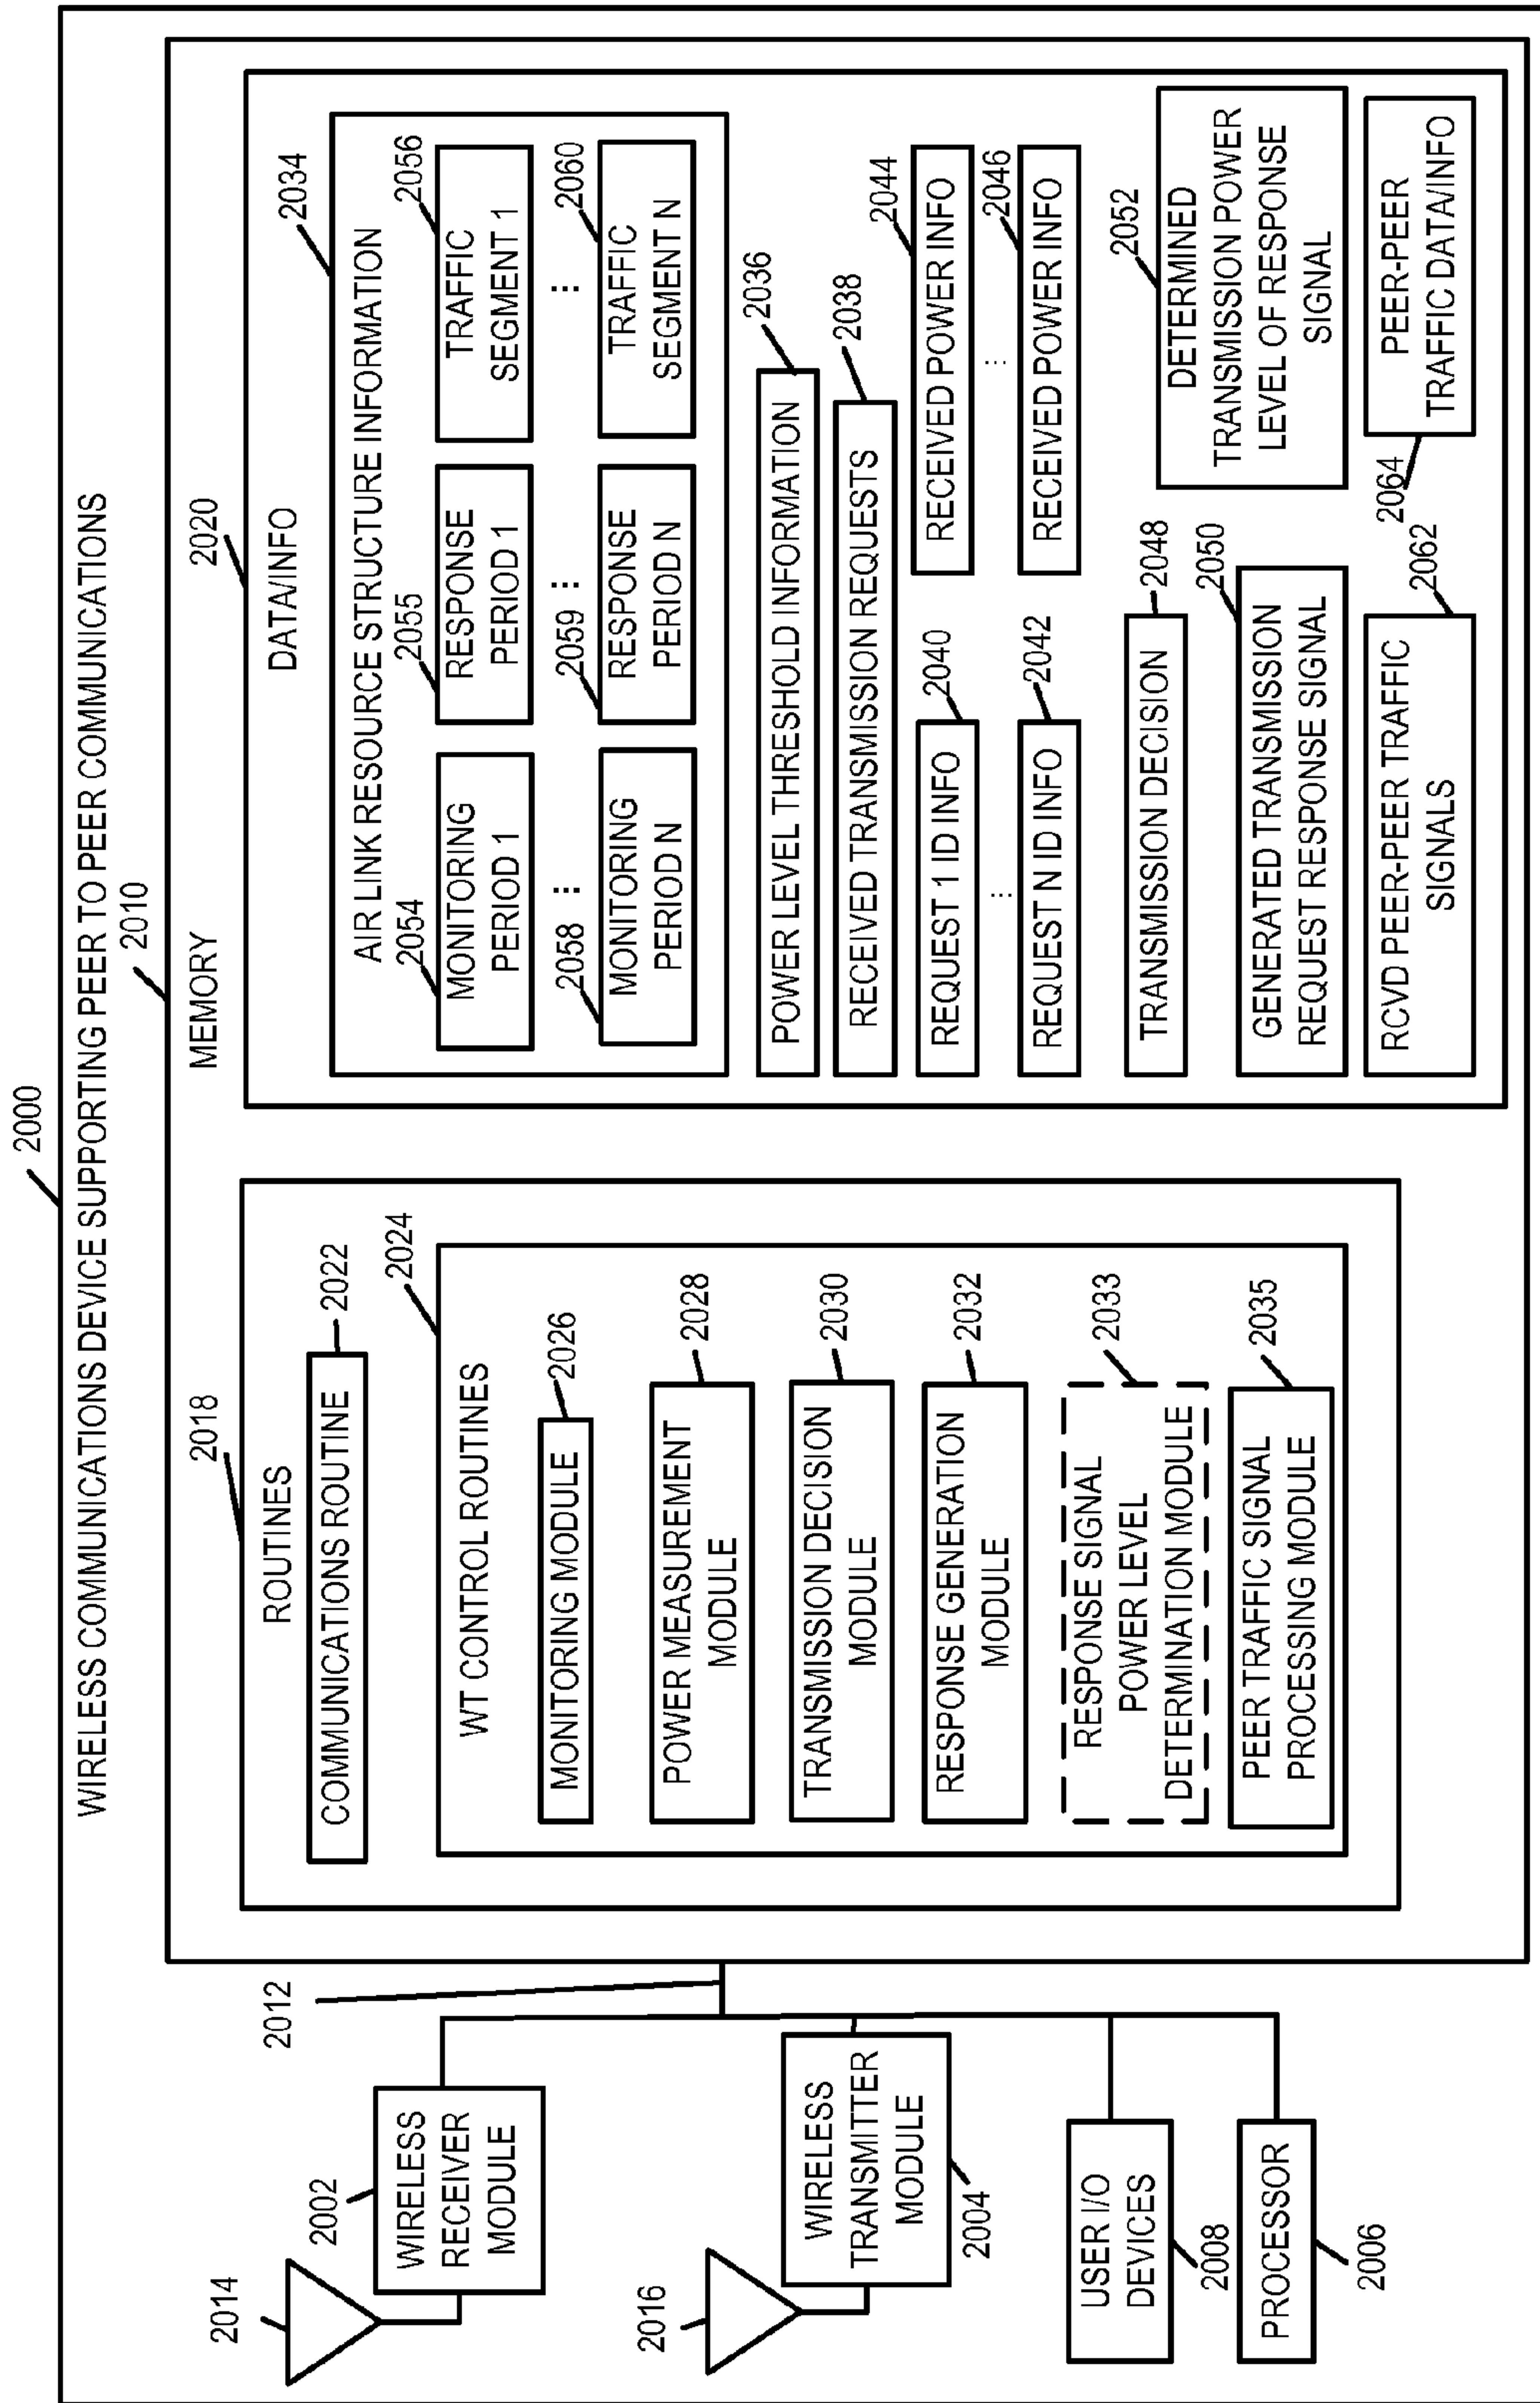 2000
WIRELESS COMMUNICATIONS DEVICE SUPPORTING PEER TO PEER COMMUNICATIONS
2010
MEMORY
2014
2002
WIRELESS
RECEIVER
MODULE
2016
WIRELESS
TRANSMITTER
MODULE
2004
USER I/O
DEVICES
2008
PROCESSOR
2006
2012
2018
ROUTINES
COMMUNICATIONS ROUTINE
2022
2024
WT CONTROL ROUTINES
MONITORING MODULE
2026
POWER MEASUREMENT
MODULE
2028
TRANSMISSION DECISION
MODULE
2030
RESPONSE GENERATION
MODULE
2032
RESPONSE SIGNAL
POWER LEVEL
DETERMINATION MODULE
2033
PEER TRAFFIC SIGNAL
PROCESSING MODULE
2035
2020
DATA/INFO
2034
AIR LINK RESOURCE STRUCTURE INFORMATION
2054
MONITORING
PERIOD 1
2055
RESPONSE
PERIOD 1
2056
TRAFFIC
SEGMENT 1
⋮
⋮
⋮
2058
MONITORING
PERIOD N
2059
RESPONSE
PERIOD N
2060
TRAFFIC
SEGMENT N
POWER LEVEL THRESHOLD INFORMATION
2036
RECEIVED TRANSMISSION REQUESTS
2038
REQUEST 1 ID INFO
2040
RECEIVED POWER INFO
2044
⋮
⋮
REQUEST N ID INFO
2042
RECEIVED POWER INFO
2046
TRANSMISSION DECISION
2048
GENERATED TRANSMISSION
REQUEST RESPONSE SIGNAL
2050
2052
DETERMINED
TRANSMISSION POWER
LEVEL OF RESPONSE
SIGNAL
RCVD PEER-PEER TRAFFIC
SIGNALS
2062
2064
PEER-PEER
TRAFFIC DATA/INFO